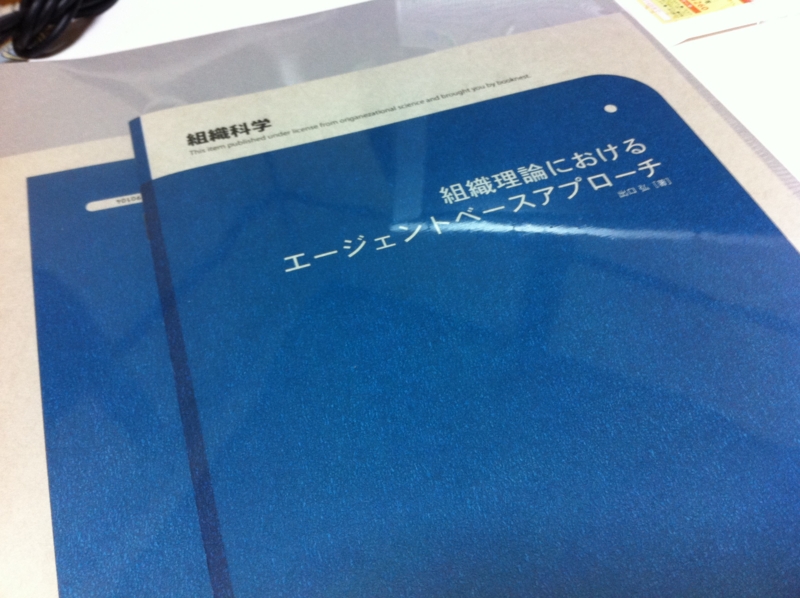 組織科学
This item published under license from organizational science and brought you by booknest.
組織理論における
エージェントベースアプローチ
出口 弘 [著]